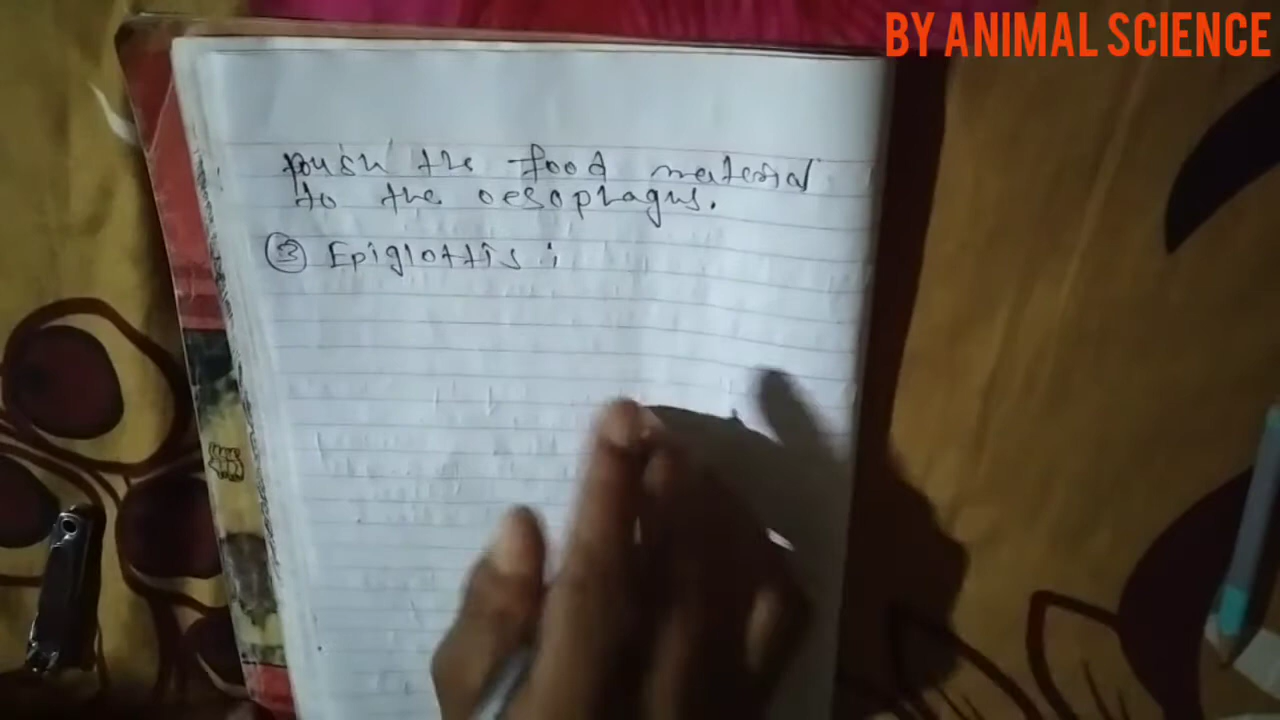 BY ANIMAL SCIENCE
push the food material
to the oesophagus.
③ Epiglottis :